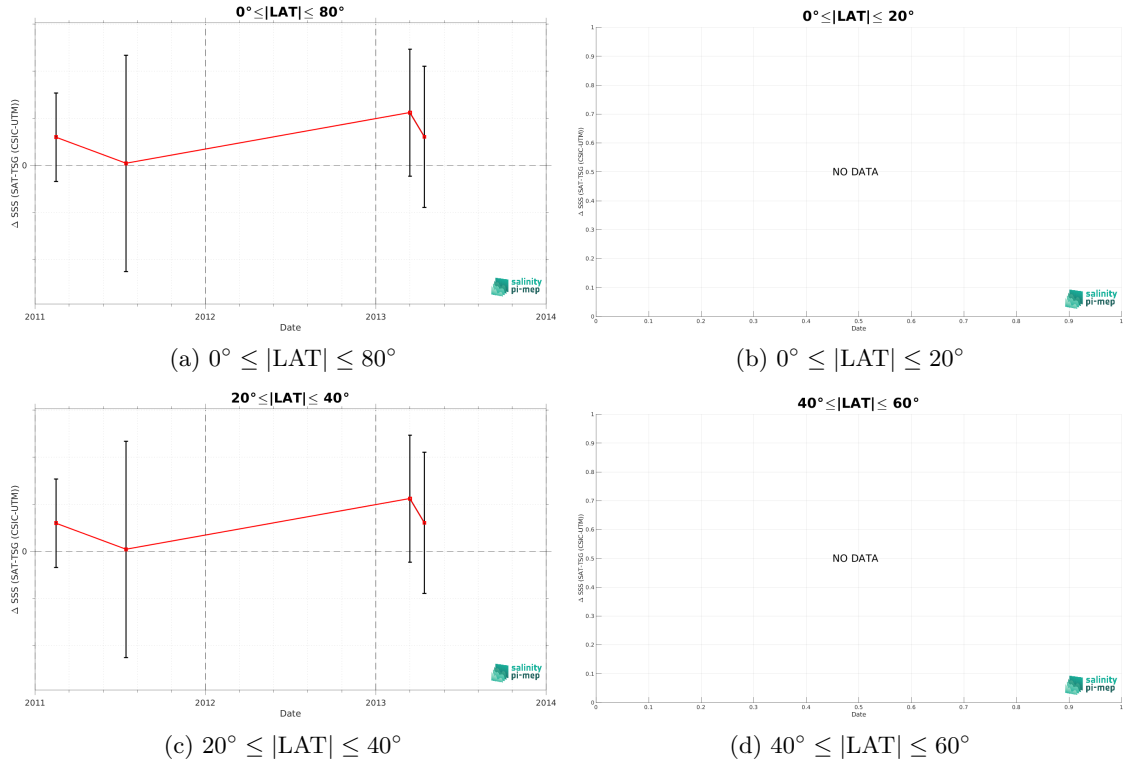 0°≤|LAT|≤ 80°
Δ SSS (SAT-TSG (CSIC-UTM))
0
2011 2012 2013 2014
Date
salinity
pi-mep
(a) 0° ≤ |LAT| ≤ 80°
0°≤|LAT|≤ 20°
Δ SSS (SAT-TSG (CSIC-UTM))
1
0.9
0.8
0.7
0.6
0.5
0.4
0.3
0.2
0.1
0
NO DATA
0 0.1 0.2 0.3 0.4 0.5 0.6 0.7 0.8 0.9 1
Date
salinity
pi-mep
(b) 0° ≤ |LAT| ≤ 20°
20°≤|LAT|≤ 40°
Δ SSS (SAT-TSG (CSIC-UTM))
0
2011 2012 2013 2014
Date
salinity
pi-mep
(c) 20° ≤ |LAT| ≤ 40°
40°≤|LAT|≤ 60°
Δ SSS (SAT-TSG (CSIC-UTM))
1
0.9
0.8
0.7
0.6
0.5
0.4
0.3
0.2
0.1
0
NO DATA
0 0.1 0.2 0.3 0.4 0.5 0.6 0.7 0.8 0.9 1
Date
salinity
pi-mep
(d) 40° ≤ |LAT| ≤ 60°